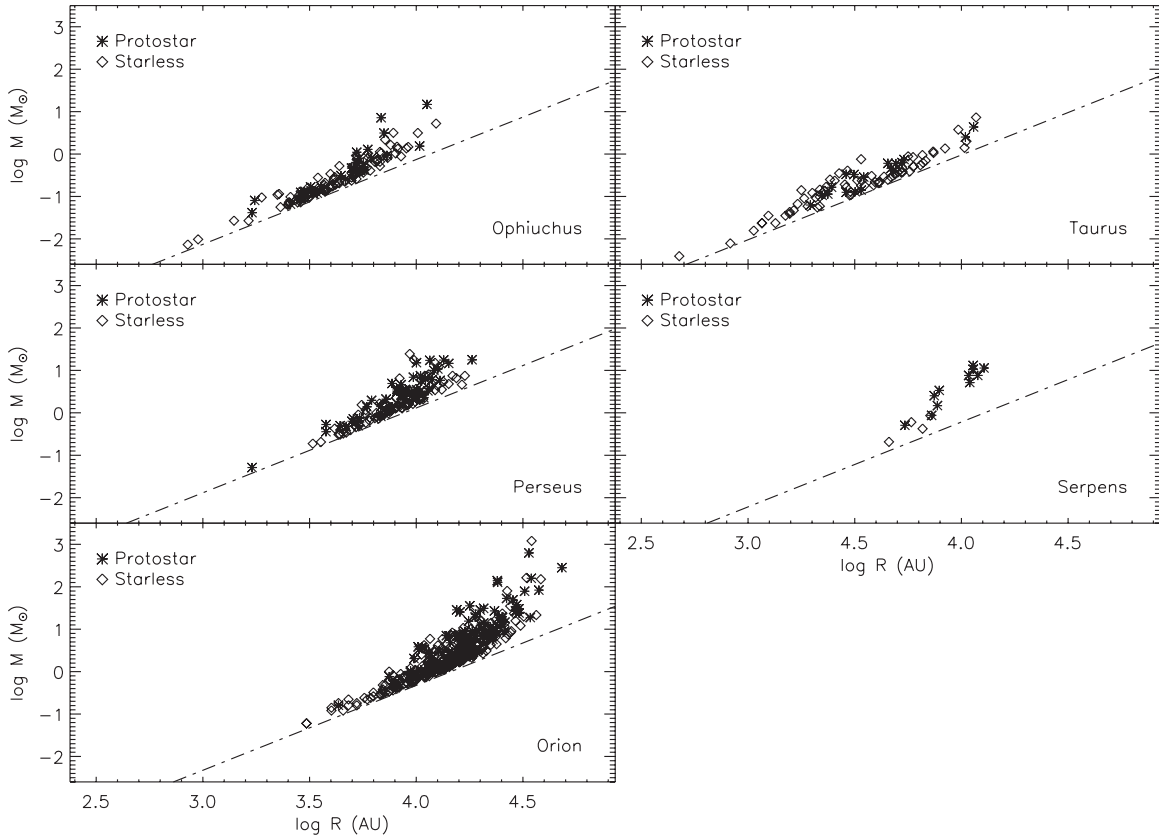 3
2
1
0
−1
−2
log M (M⊙)
Protostar
Starless
Ophiuchus
Protostar
Starless
Taurus
3
2
1
0
−1
−2
log M (M⊙)
Protostar
Starless
Perseus
Protostar
Starless
Serpens
2.5 3.0 4.5 4.0 4.5
log R (AU)
3
2
1
0
−1
−2
log M (M⊙)
Protostar
Starless
Orion
2.5 3.0 3.5 4.0 4.5
log R (AU)